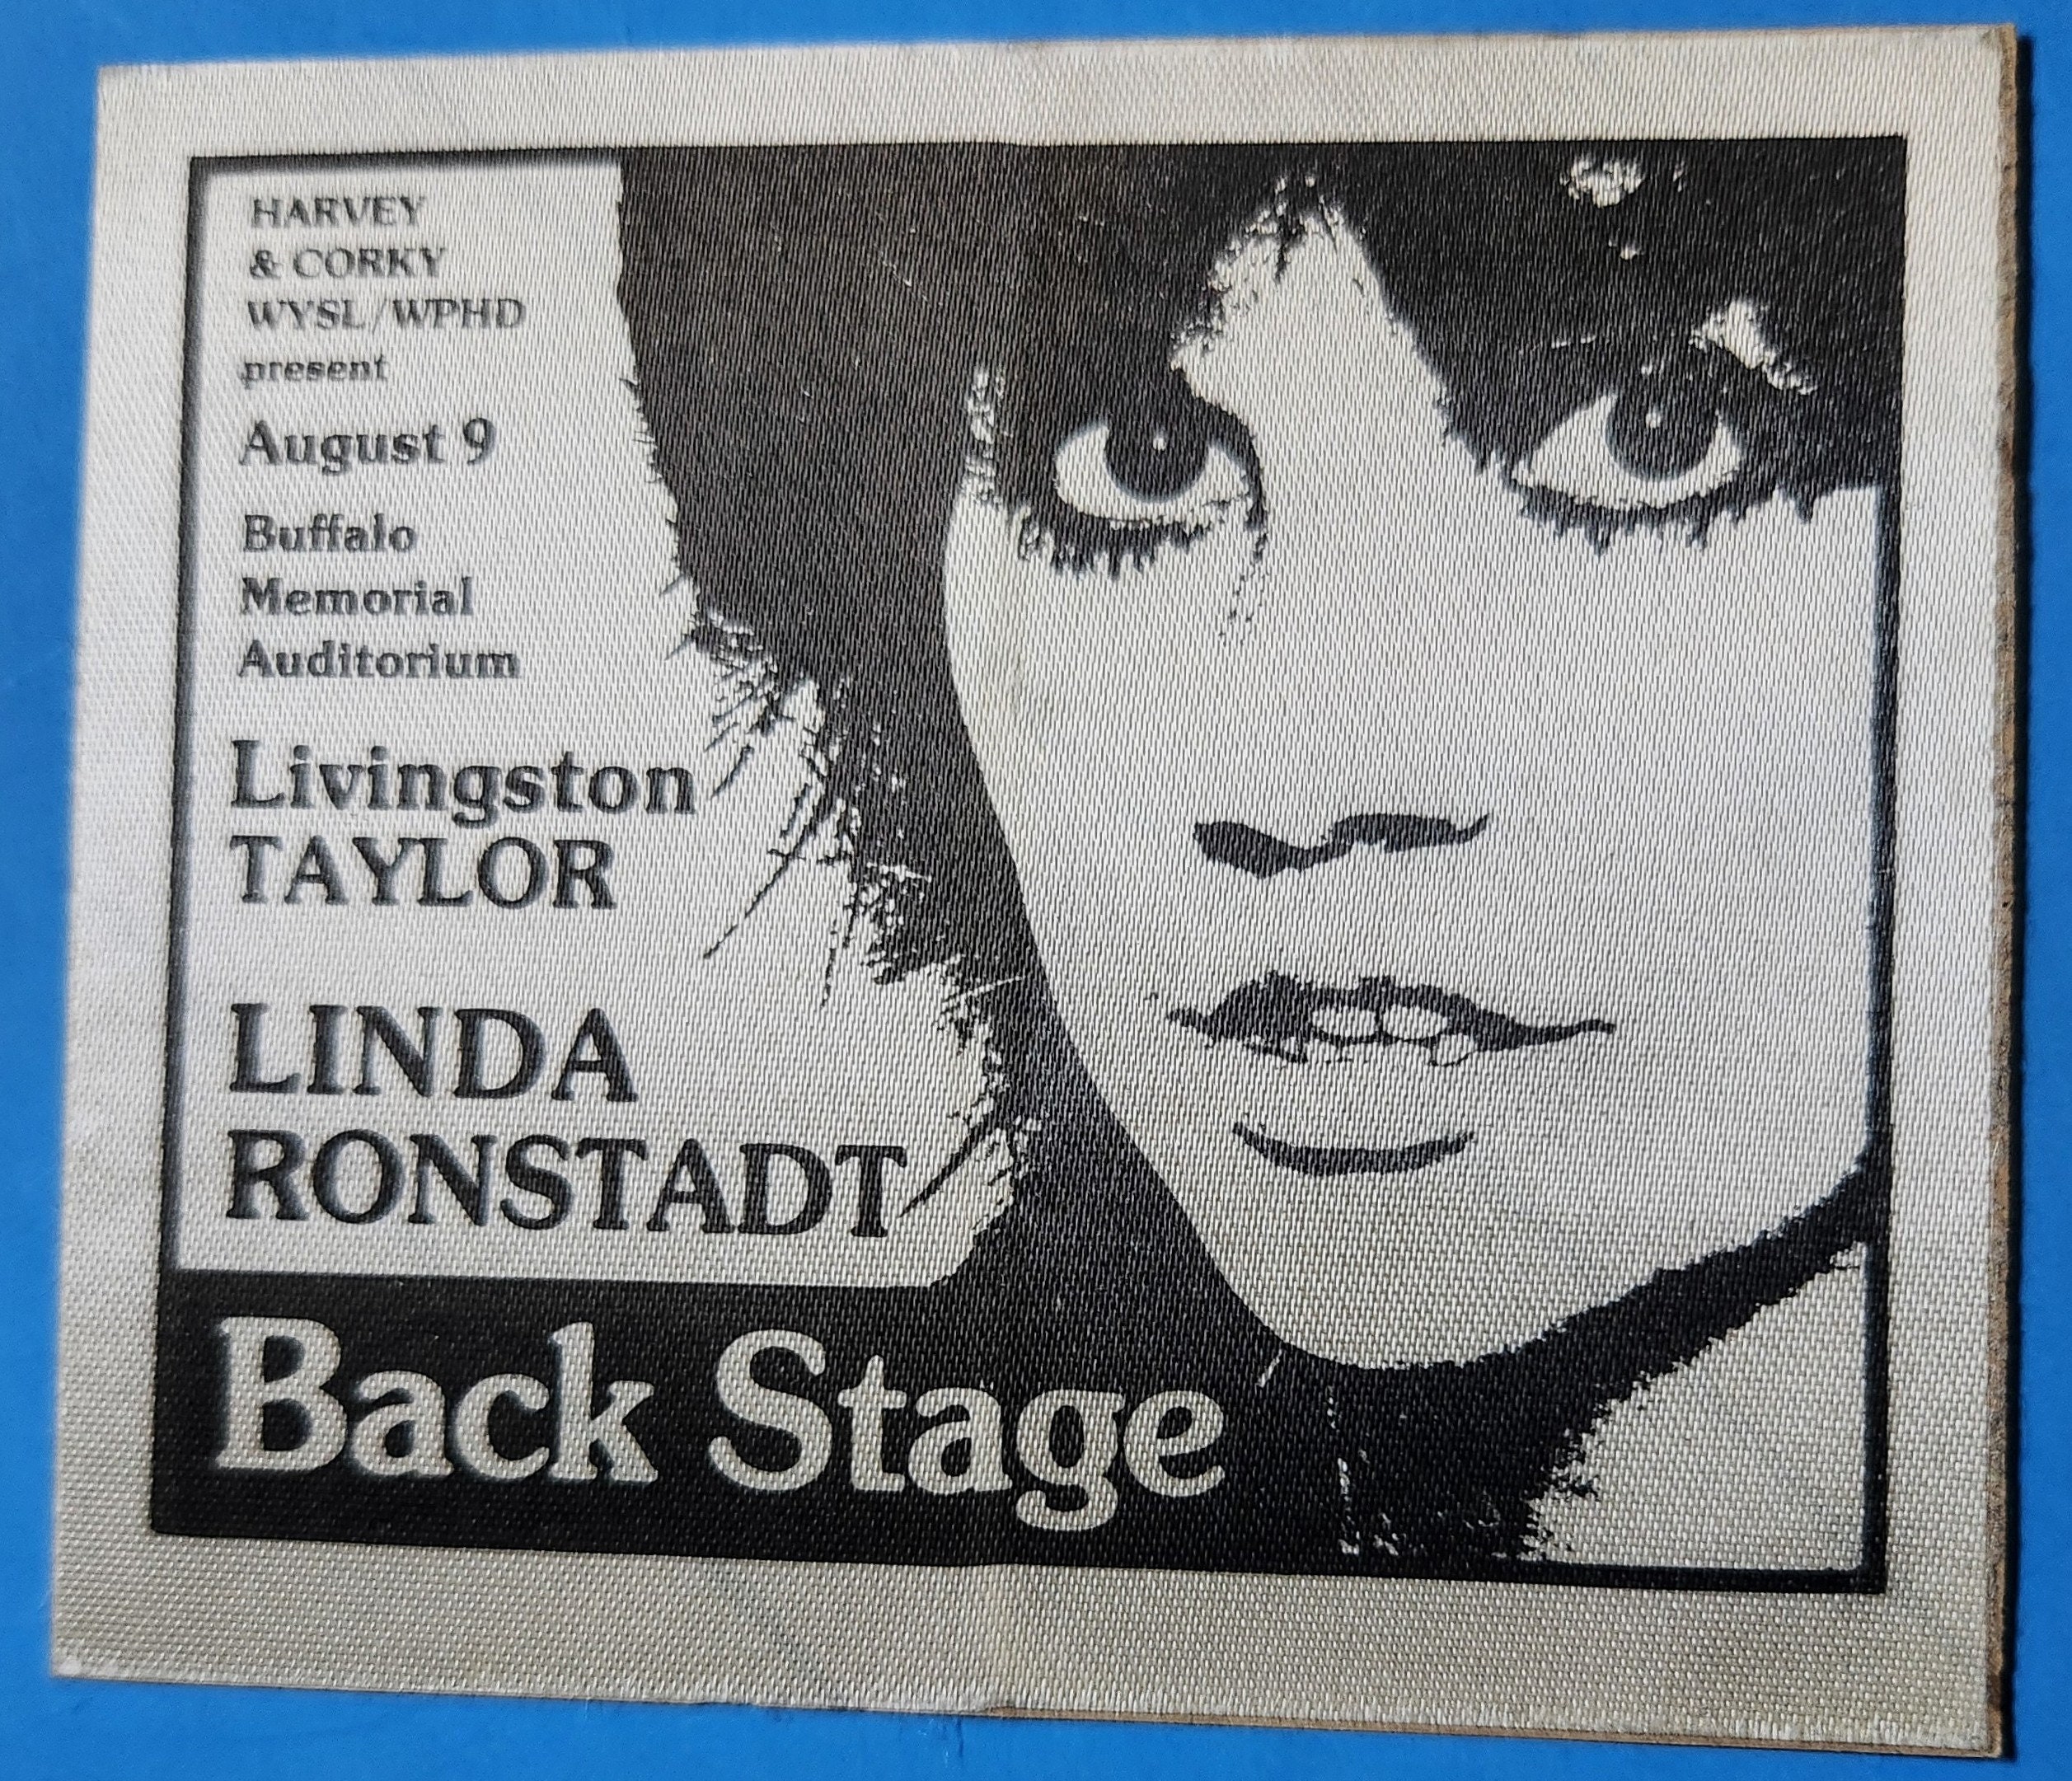 HARVEY
& CORKY
WYSL/WPHD
present
August 9
Buffalo
Memorial
Auditorium
Livingston
TAYLOR
LINDA
RONSTADT
Back Stage